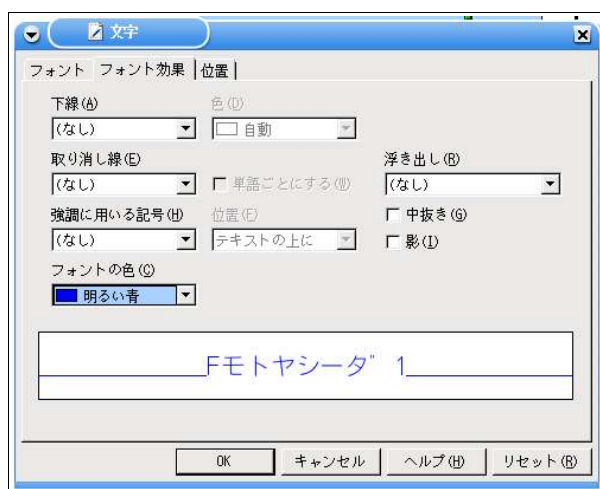 文字
フォント フォント効果 位置
下線(A) 色(D)
(なし) 自動
取り消し線(E) 浮き出し(R)
(なし) 単語ごとにする(W) (なし)
強調に用いる記号(H) 位置(F) 中抜き(G)
(なし) テキストの上に 影(I)
フォントの色(C)
明るい青
Fモトヤシータ゛1
OK キャンセル ヘルプ(H) リセット(R)